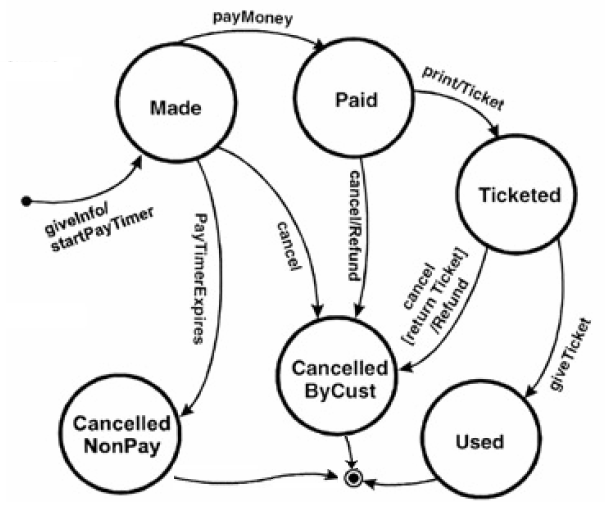 payMoney
Made
Paid
print/Ticket
Ticketed
giveInfo/
startPayTimer
PayTimerExpires
cancel
cancel/Refund
cancel
[return Ticket]
/Refund
giveTicket
Cancelled
ByCust
Cancelled
NonPay
Used